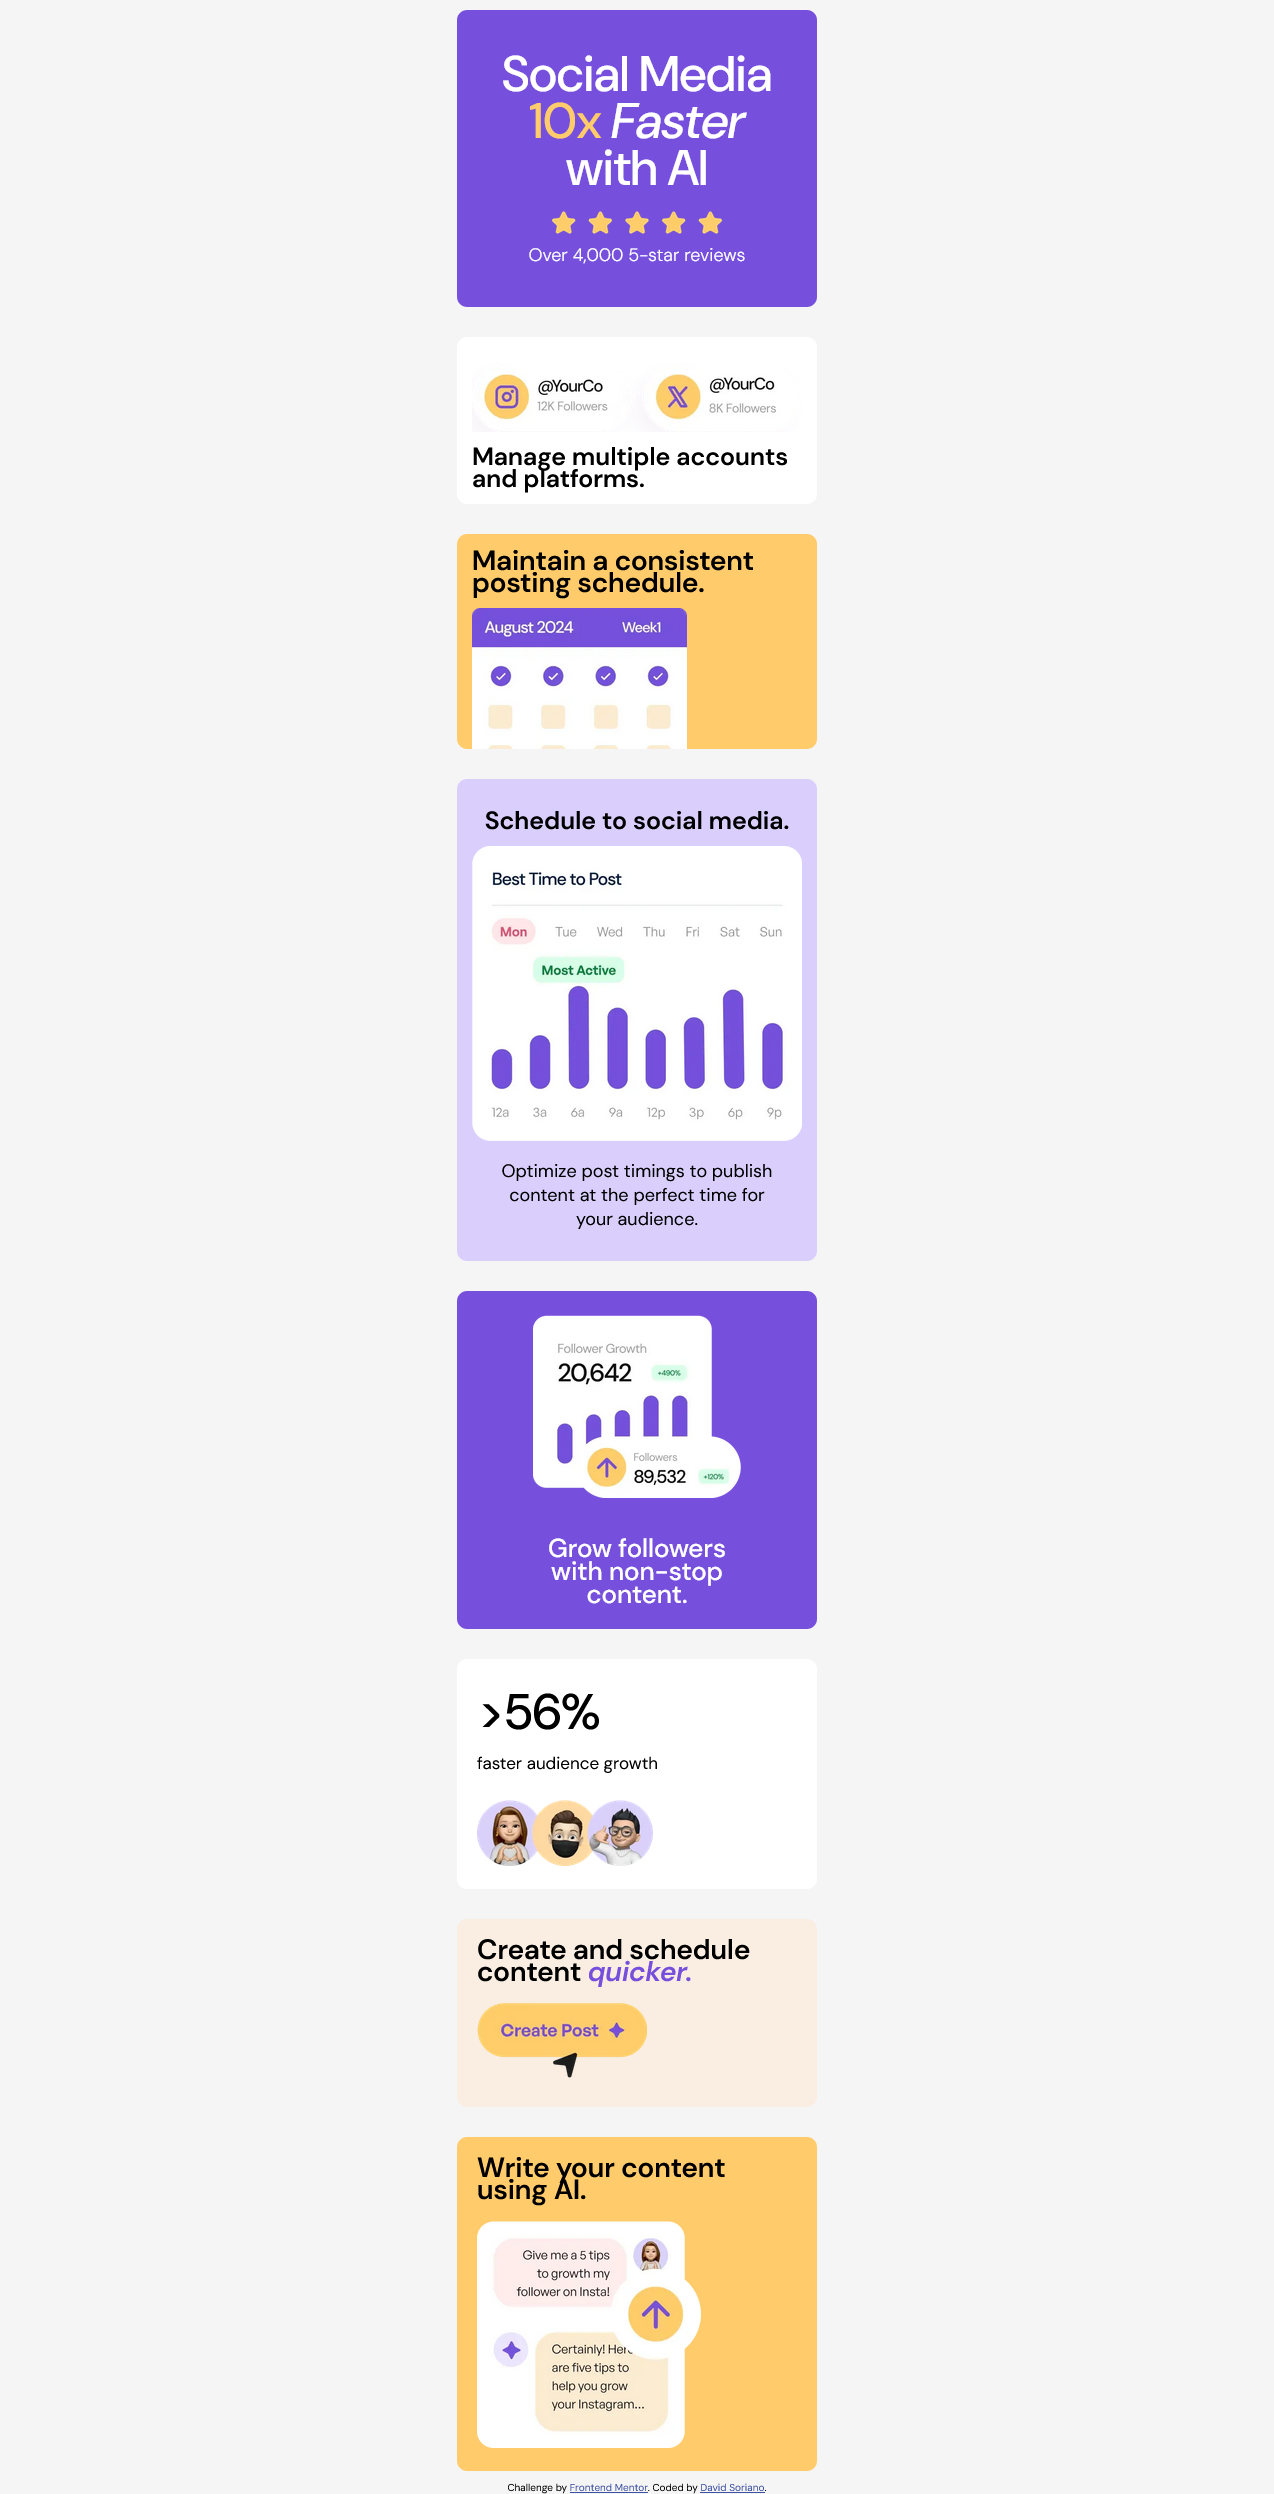 Social Media
10x Faster
with AI
Over 4,000 5-star reviews
@YourCo
12K Followers
@YourCo
8K Followers
Manage multiple accounts
and platforms.
Maintain a consistent
posting schedule.
August 2024 Week1
Schedule to social media.
Best Time to Post
Mon Tue Wed Thu Fri Sat Sun
Most Active
12a 3a 6a 9a 12p 3p 6p 9p
Optimize post timings to publish
content at the perfect time for
your audience.
Follower Growth
20,642 +490%
Followers
89,532 +120%
Grow followers
with non-stop
content.
>56%
faster audience growth
Create and schedule
content quicker.
Create Post
Write your content
using AI.
Give me a 5 tips
to growth my
follower on Insta!
Certainly!
are five tips to
help you grow
your Instagram...
Challenge by Frontend Mentor. Coded by David Soriano.